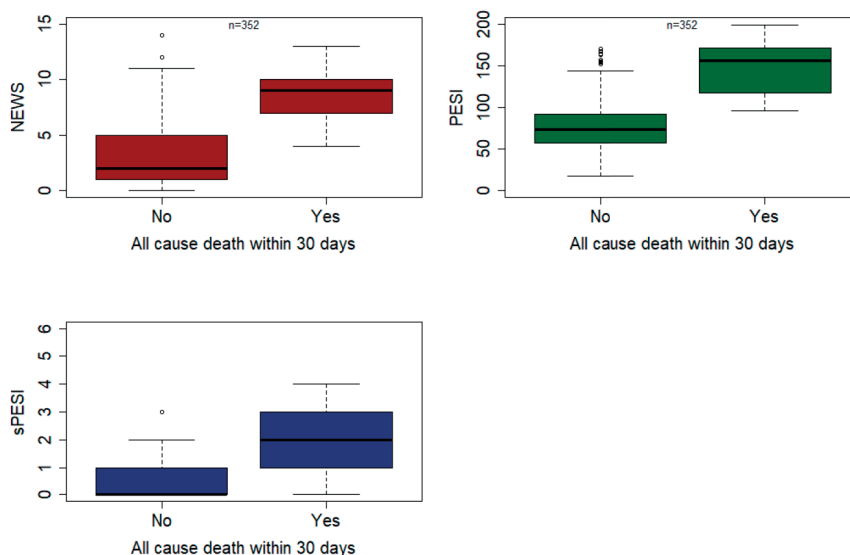 n=352
NEWS
15
10
5
0
No Yes
All cause death within 30 days
n=352
PESI
200
150
100
50
0
No Yes
All cause death within 30 days
sPESI
6
5
4
3
2
1
0
No Yes
All cause death within 30 days